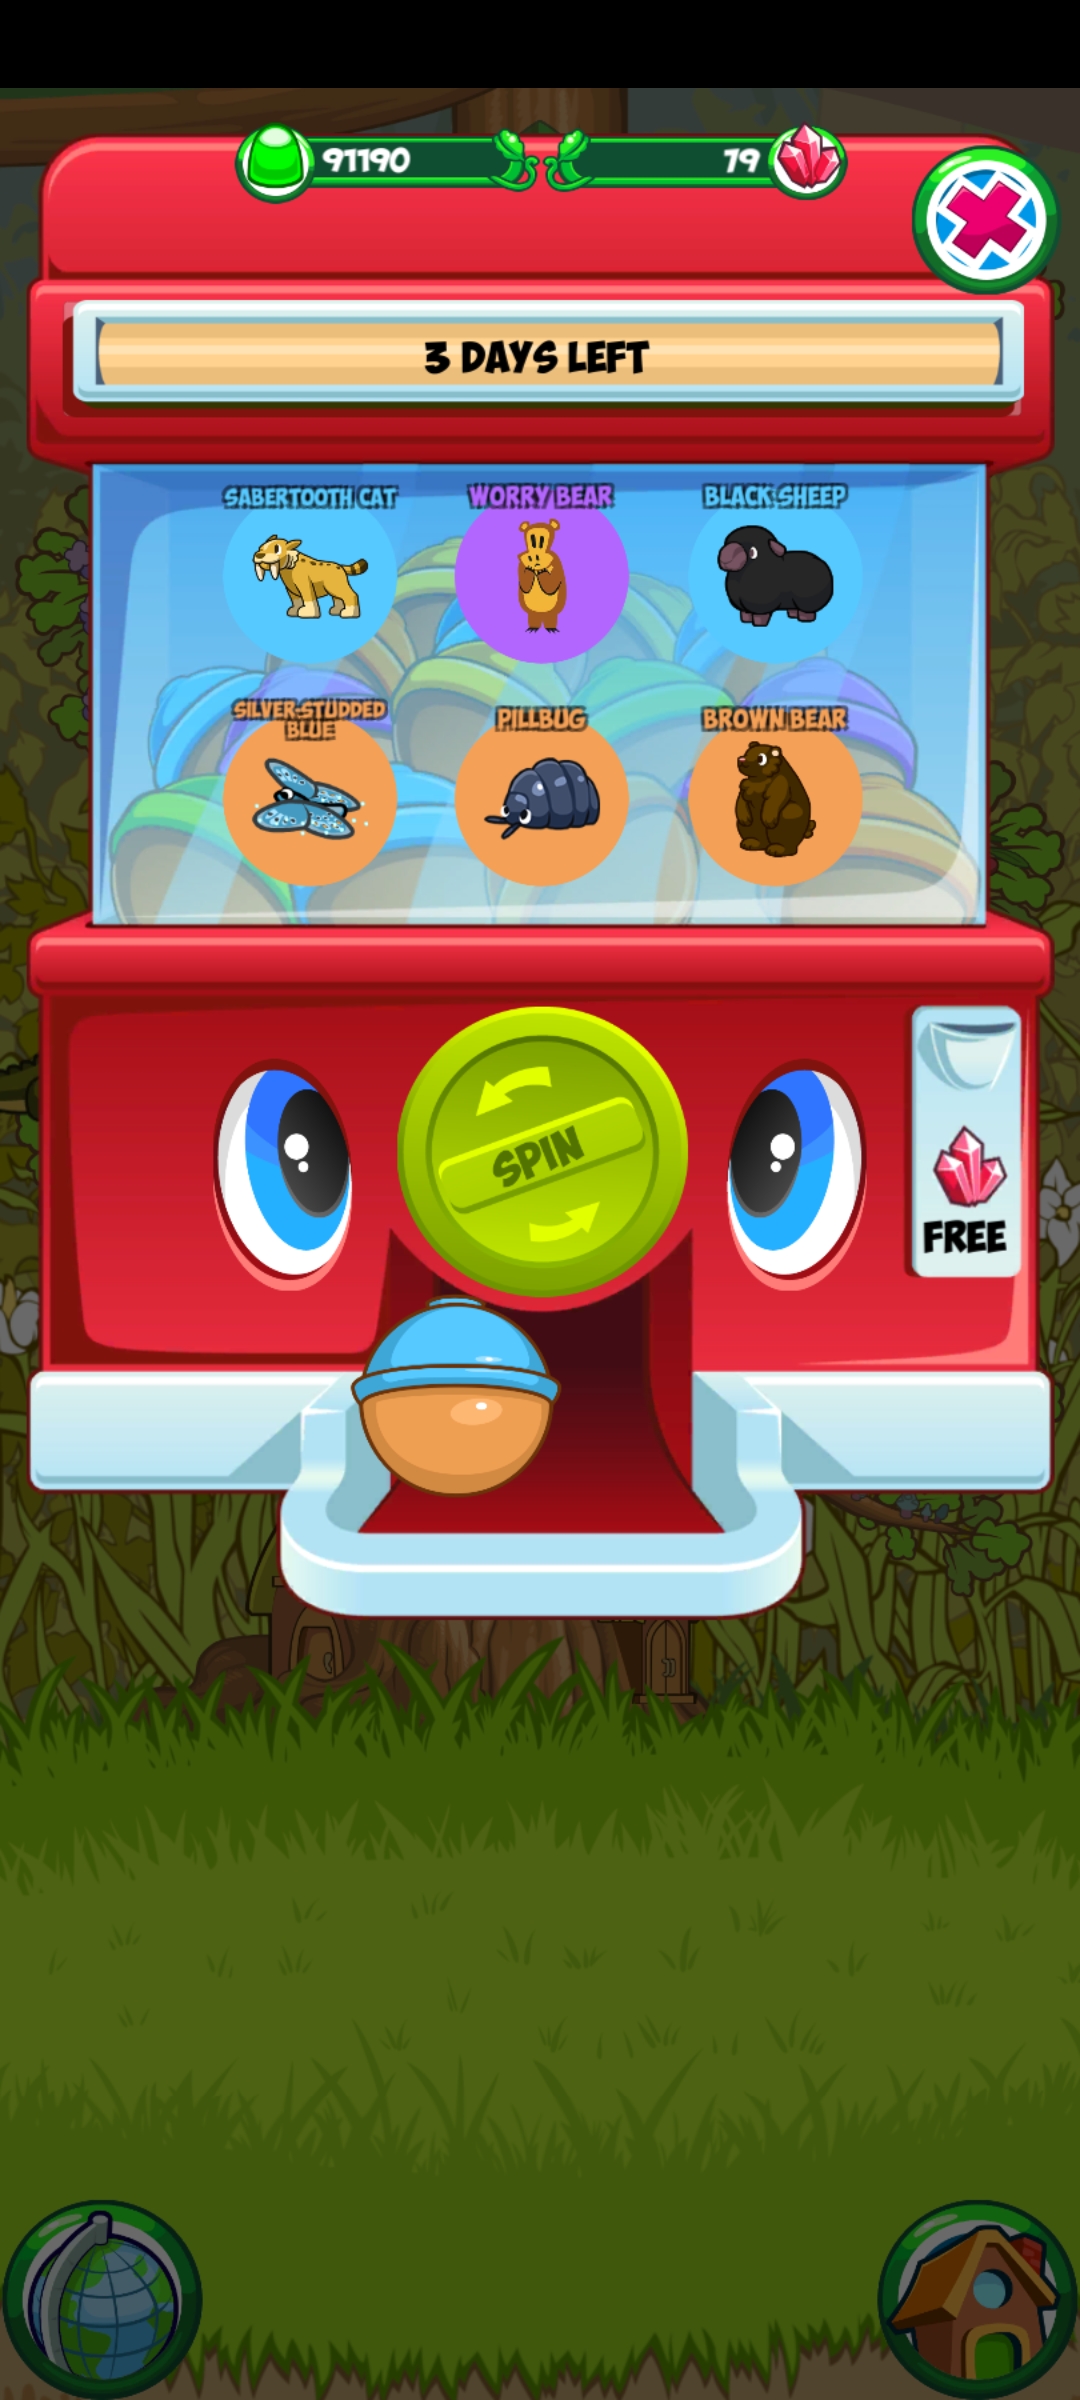 91190
79
3 DAYS LEFT
SABERTOOTH CAT
WORRY BEAR
BLACK SHEEP
SILVER-STUDDED
BLUE
PILLBUG
BROWN BEAR
SPIN
FREE